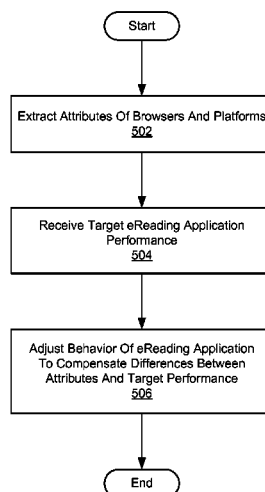 Start
Extract Attributes Of Browsers And Platforms
502
Receive Target eReading Application
Performance
504
Adjust Behavior Of eReading Application
To Compensate Differences Between
Attributes And Target Performance
506
End